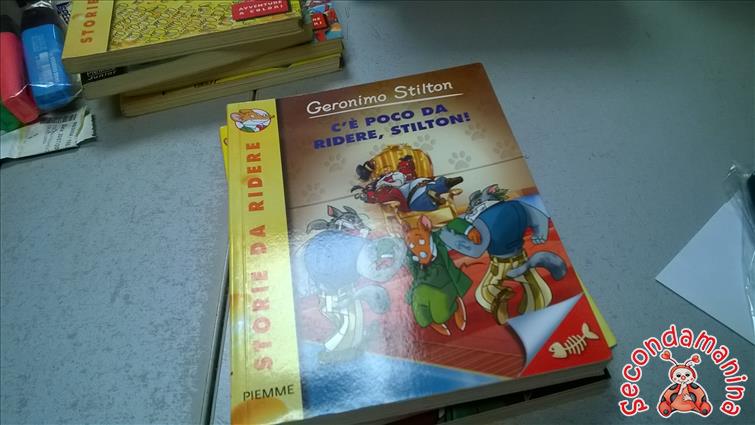 STORIE
AVVENTURE
A COLORI
Geronimo Stilton
C'È POCO DA
RIDERE, STILTON!
STORIE DA RIDERE
PIEMME
secondamanina